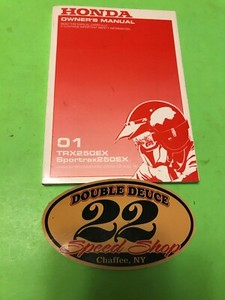 HONDA
OWNER'S MANUAL
01
TRX250EX
Sportrax250EX
DOUBLE DEUCE
22
Speed Shop
Chaffee, NY